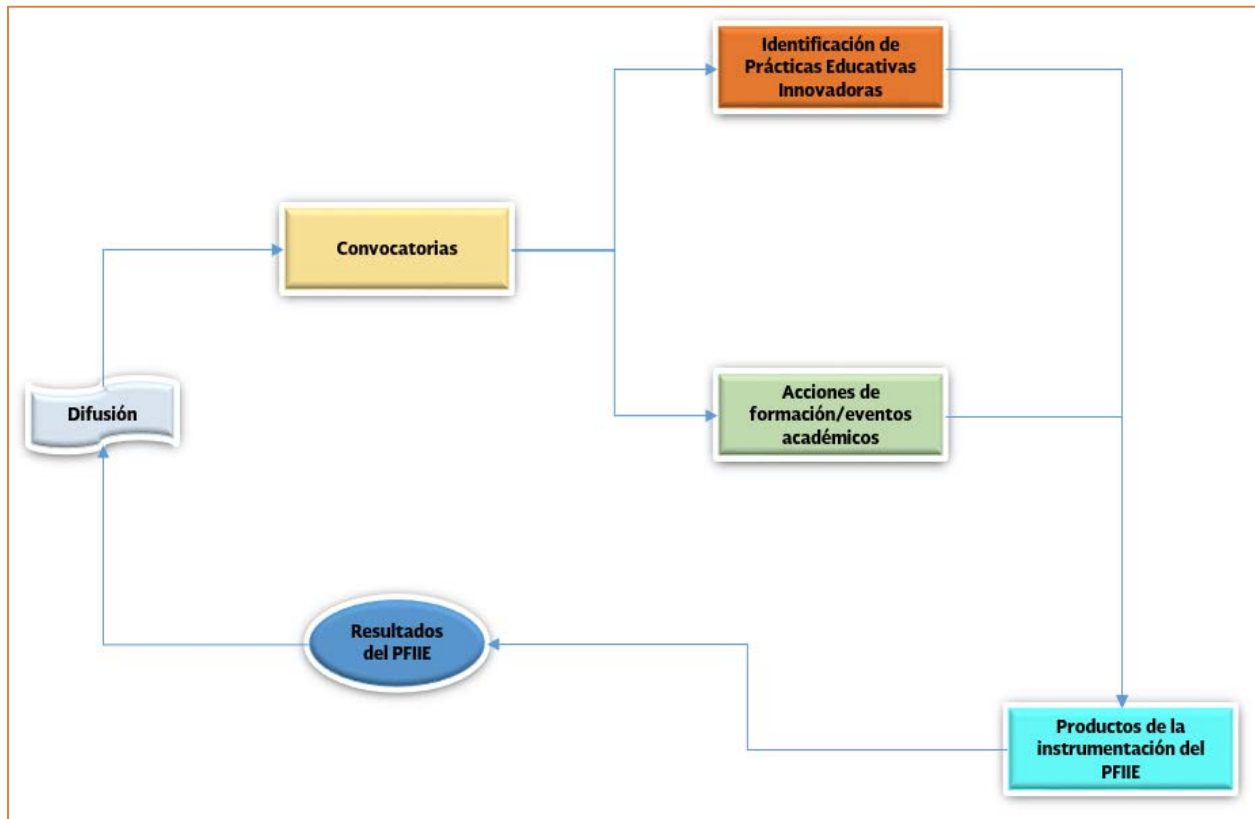 Identificación de
Prácticas Educativas
Innovadoras
Convocatorias
Difusión
Acciones de
formación/eventos
académicos
Resultados
del PFIIE
Productos de la
instrumentación del
PFIIE